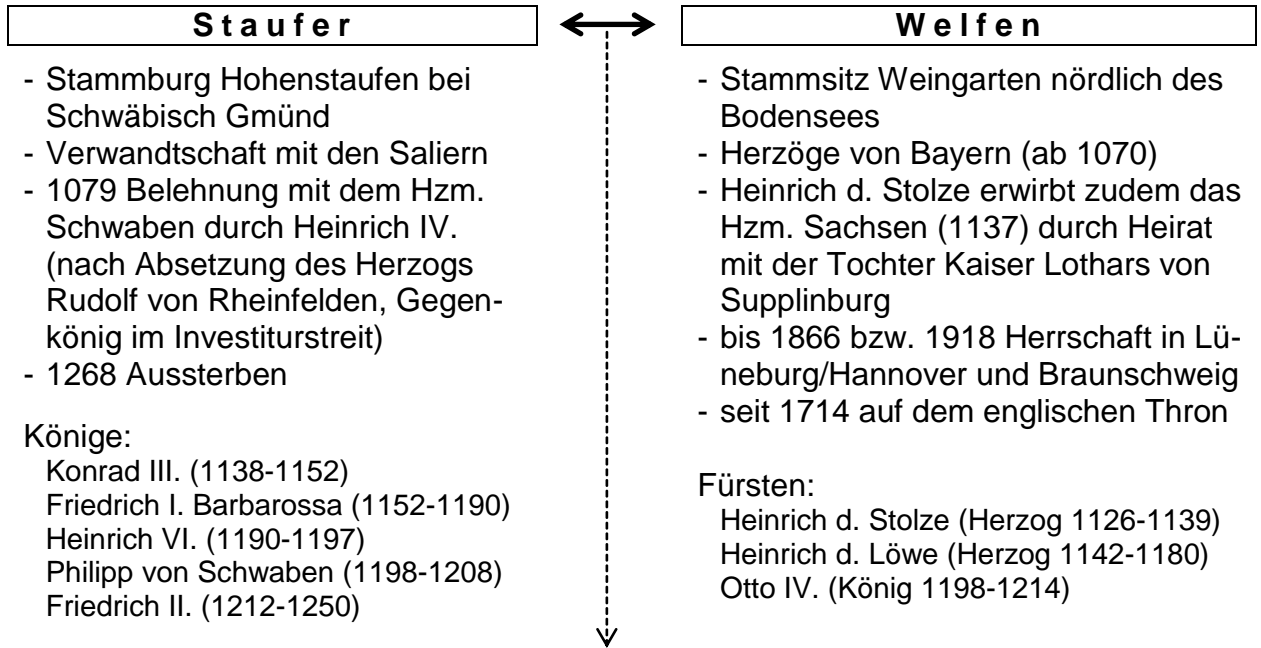 Staufer
- Stammburg Hohenstaufen bei
Schwäbisch Gmünd
- Verwandtschaft mit den Saliern
- 1079 Belehnung mit dem Hzm.
Schwaben durch Heinrich IV.
(nach Absetzung des Herzogs
Rudolf von Rheinfelden, Gegen-
könig im Investiturstreit)
- 1268 Aussterben
Könige:
Konrad III. (1138-1152)
Friedrich I. Barbarossa (1152-1190)
Heinrich VI. (1190-1197)
Philipp von Schwaben (1198-1208)
Friedrich II. (1212-1250)
Welfen
- Stammsitz Weingarten nördlich des
Bodensees
- Herzöge von Bayern (ab 1070)
- Heinrich d. Stolze erwirbt zudem das
Hzm. Sachsen (1137) durch Heirat
mit der Tochter Kaiser Lothars von
Supplinburg
- bis 1866 bzw. 1918 Herrschaft in Lü-
neburg/Hannover und Braunschweig
- seit 1714 auf dem englischen Thron
Fürsten:
Heinrich d. Stolze (Herzog 1126-1139)
Heinrich d. Löwe (Herzog 1142-1180)
Otto IV. (König 1198-1214)